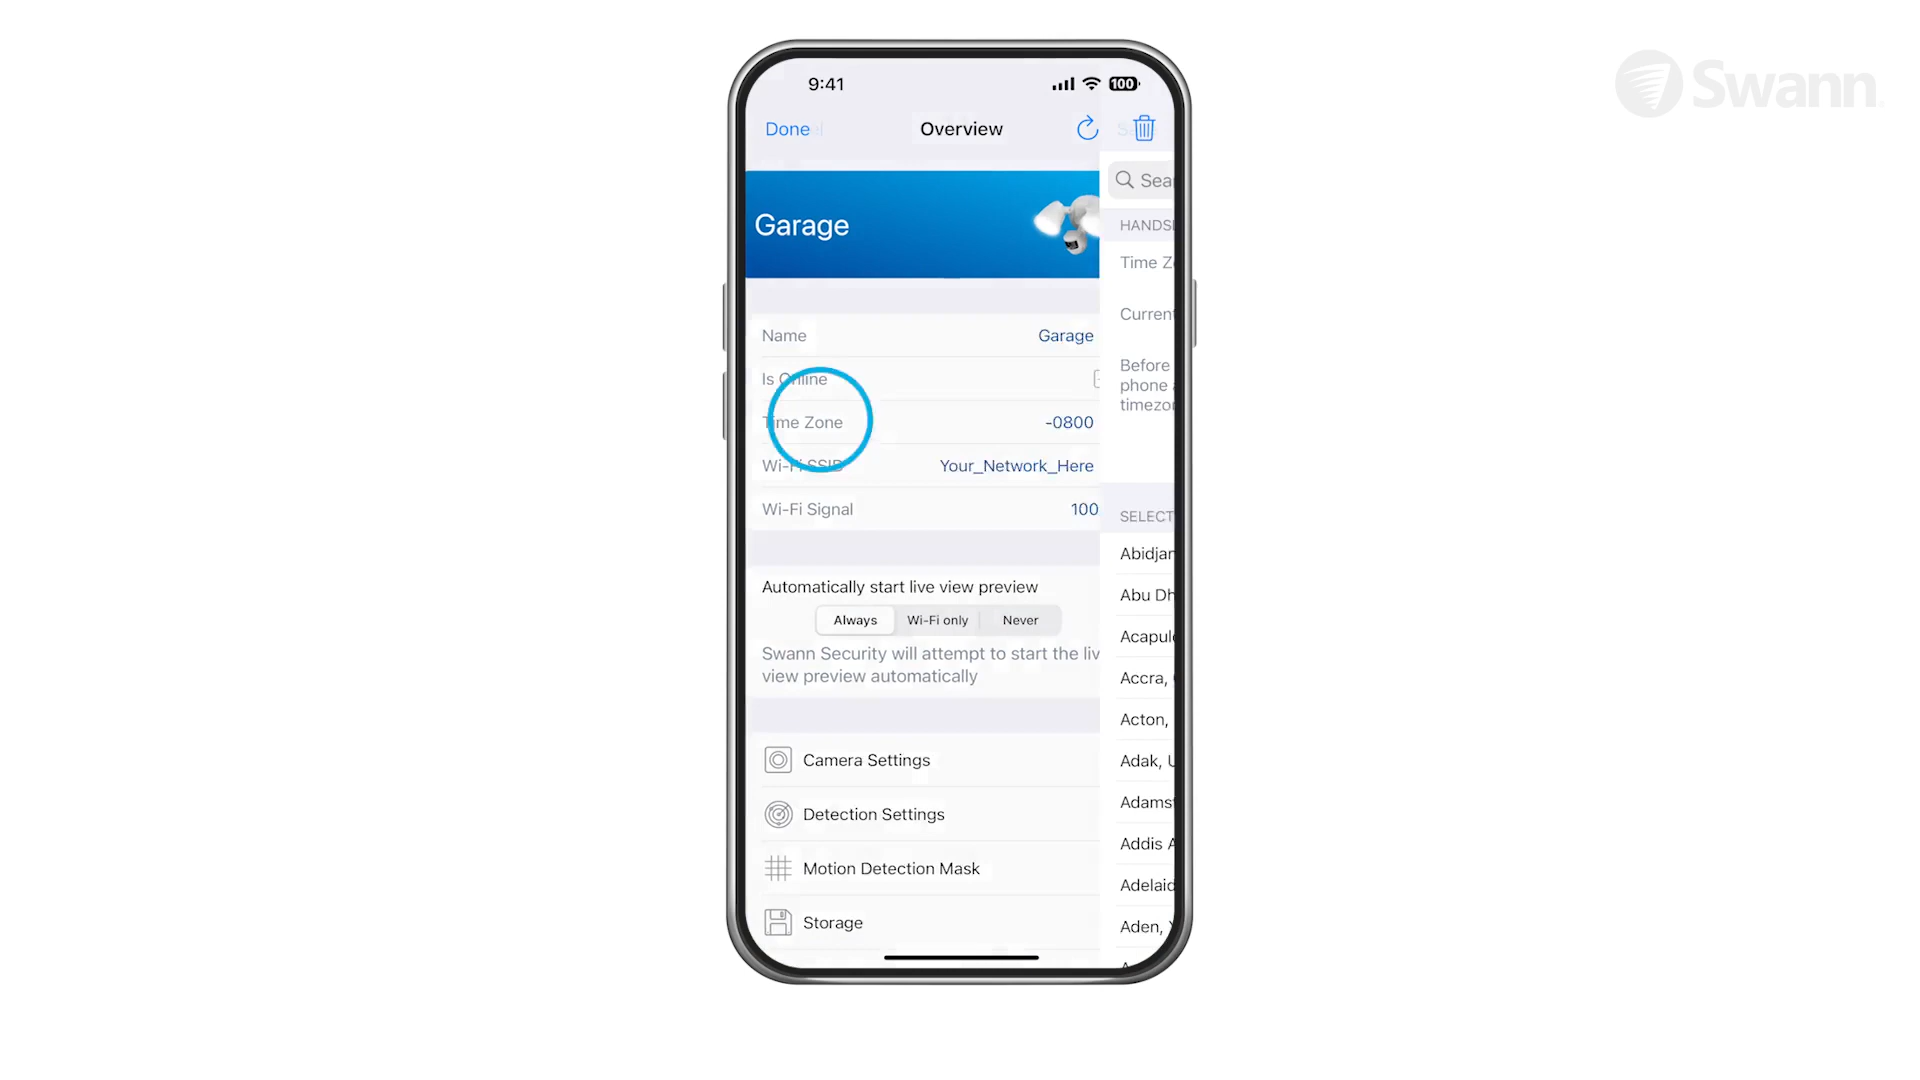 Swann
9:41
100
Done
Overview
Garage
Name
Garage
Is Online
Time Zone
-0800
Wi-Fi SSID
Your_Network_Here
Wi-Fi Signal
100
Automatically start live view preview
Always
Wi-Fi only
Never
Swann Security will attempt to start the liv
view preview automatically
Camera Settings
Detection Settings
Motion Detection Mask
Storage
Sear
HANDS
Time Z
Current
Before
phone
timezo
SELECT
Abidjan
Abu Dh
Acapul
Accra,
Acton,
Adak, U
Adams
Addis A
Adelaid
Aden, Y